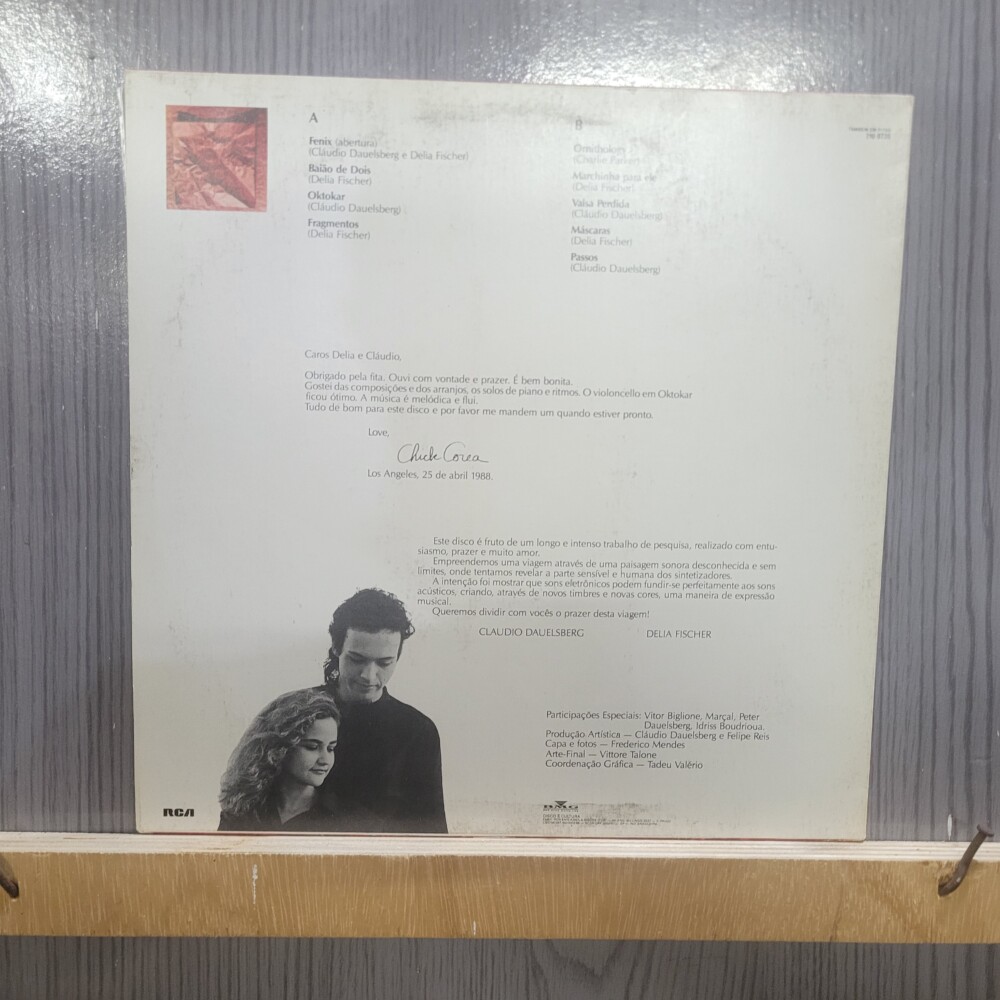 A
Fenix (abertura)
(Cláudio Dauelsberg e Delia Fischer)
Baião de Dois
(Delia Fischer)
Oktokar
(Cláudio Dauelsberg)
Fragmentos
(Delia Fischer)
B
Ornithology
(Charlie Parker)
Marchinha para ele
(Delia Fischer)
Valsa Perdida
(Cláudio Dauelsberg)
Máscaras
(Delia Fischer)
Passos
(Cláudio Dauelsberg)
Caros Delia e Cláudio,
Obrigado pela fita. Ouvi com vontade e prazer. É bem bonita.
Gostei das composições e dos arranjos, os solos de piano e ritmos. O violoncello em Oktokar
ficou ótimo. A música é melódica e flui.
Tudo de bom para este disco e por favor me mandem um quando estiver pronto.
Love,
Chick Corea
Los Angeles, 25 de abril 1988.
Este disco é fruto de um longo e intenso trabalho de pesquisa, realizado com entu-
siasmo, prazer e muito amor.
Empreendemos uma viagem através de uma paisagem sonora desconhecida e sem
limites, onde tentamos revelar a parte sensível e humana dos sintetizadores.
A intenção foi mostrar que sons eletrônicos podem fundir-se perfeitamente aos sons
acústicos, criando, através de novos timbres e novas cores, uma maneira de expressão
musical.
Queremos dividir com vocês o prazer desta viagem!
CLAUDIO DAUELSBERG DELIA FISCHER
Participações Especiais: Vitor Biglione, Marçal, Peter
Dauelsberg, Idriss Boudrioua.
Produção Artística — Cláudio Dauelsberg e Felipe Reis
Capa e fotos — Frederico Mendes
Arte-Final — Vittore Talone
Coordenação Gráfica — Tadeu Valério
RCA
BMG
DISCO É CULTURA